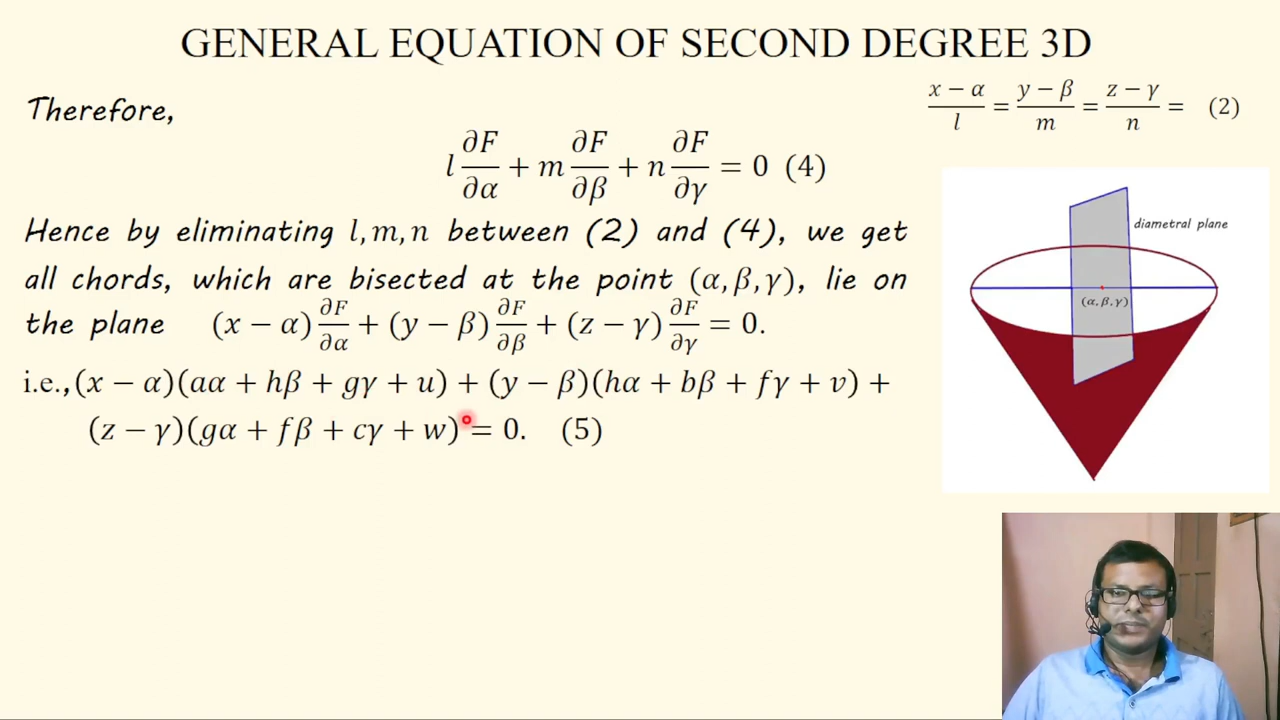 GENERAL EQUATION OF SECOND DEGREE 3D
Therefore,
(x − α)/l = (y − β)/m = (z − γ)/n = (2)
l ∂F/∂α + m ∂F/∂β + n ∂F/∂γ = 0 (4)
Hence by eliminating l, m, n between (2) and (4), we get
all chords, which are bisected at the point (α, β, γ), lie on
the plane (x − α) ∂F/∂α + (y − β) ∂F/∂β + (z − γ) ∂F/∂γ = 0.
i.e., (x − α)(aα + hβ + gγ + u) + (y − β)(hα + bβ + fγ + v) +
(z − γ)(gα + fβ + cγ + w) = 0. (5)
diametral plane
(α, β, γ)